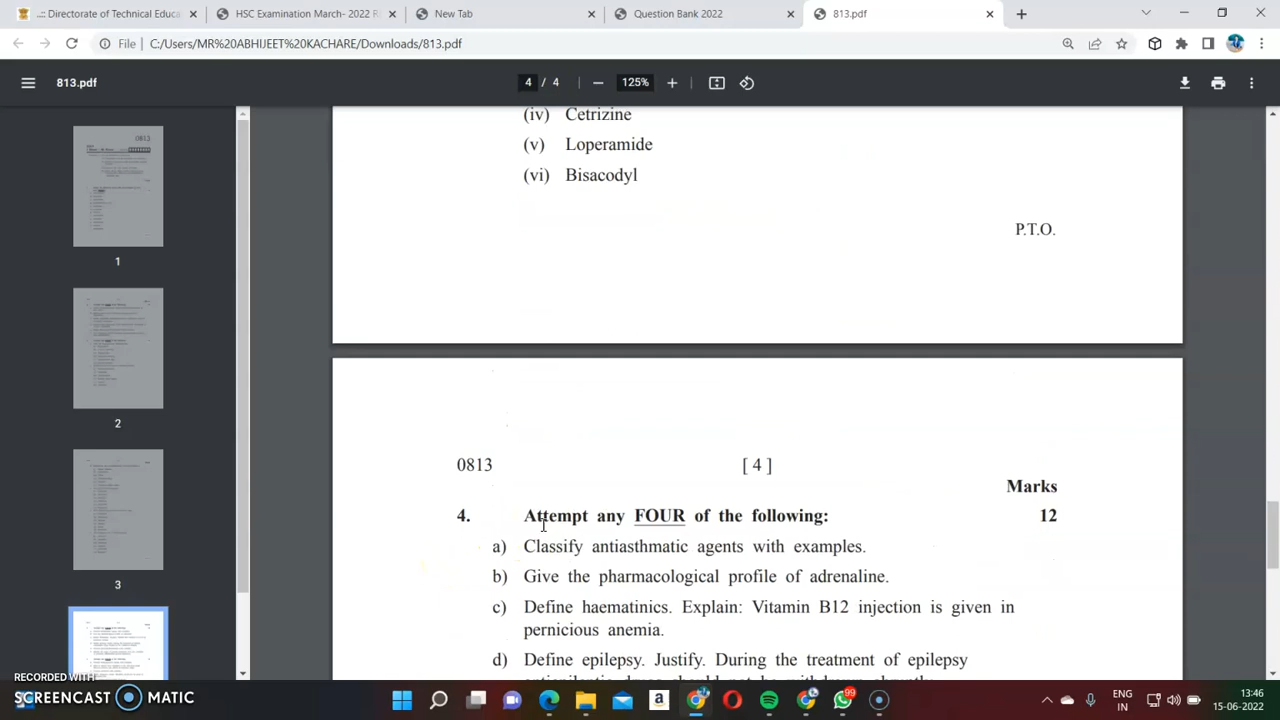 .:: Directorate of Technical Educa
HSC Examination March- 2022 R
New Tab
Question Bank 2022
813.pdf
File
C:/Users/MR%20ABHIJEET%20KACHARE/Downloads/813.pdf
813.pdf
4 / 4
125%
(iv) Cetrizine
(v) Loperamide
(vi) Bisacodyl
P.T.O.
1
2
3
0813
[ 4 ]
Marks
4. Attempt any FOUR of the following: 12
a) Classify antiasthmatic agents with examples.
b) Give the pharmacological profile of adrenaline.
c) Define haematinics. Explain: Vitamin B12 injection is given in
pernicious anemia.
d) Define epilepsy. Justify. During the treatment of epilepsy
RECORDED WITH
SCREENCAST MATIC
99
ENG
IN
13:46
15-06-2022